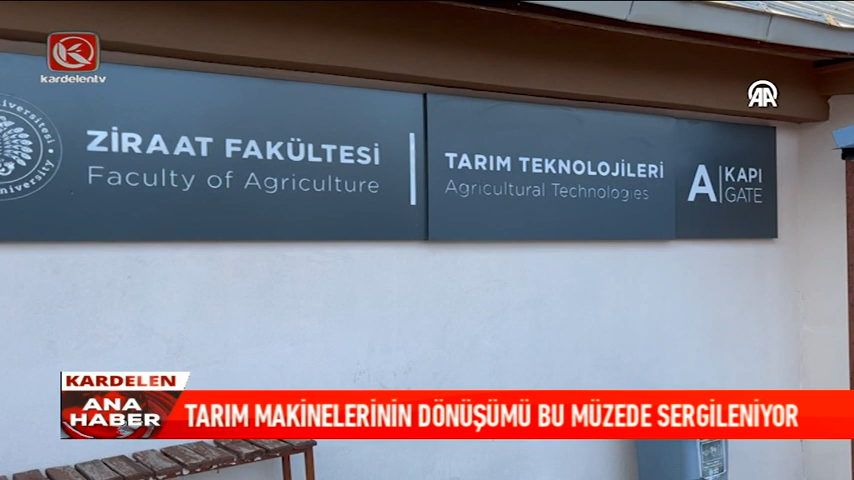 kardelentv
AA
ZİRAAT FAKÜLTESİ
Faculty of Agriculture
TARIM TEKNOLOJİLERİ
Agricultural Technologies
A
KAPI
GATE
KARDELEN
ANA
HABER
TARIM MAKİNELERİNİN DÖNÜŞÜMÜ BU MÜZEDE SERGİLENİYOR